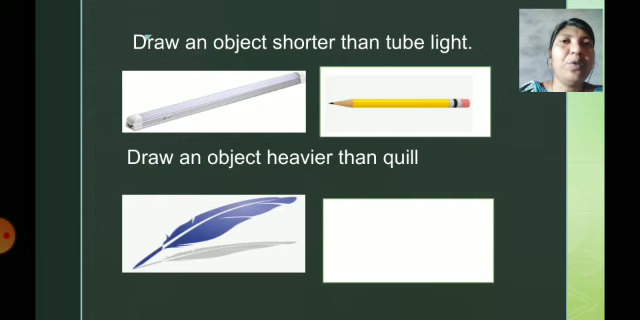 Draw an object shorter than tube light.
Draw an object heavier than quill